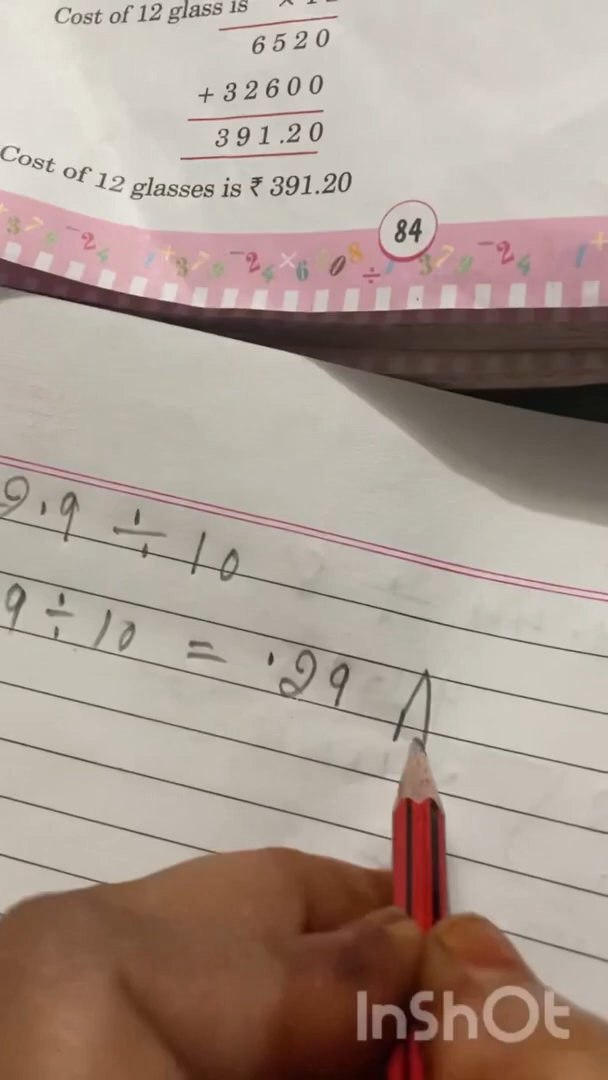 Cost of 12 glass is
6520
+32600
391.20
Cost of 12 glasses is ₹ 391.20
84
2.9 ÷ 10
9 ÷ 10 = .29 A
InShOt